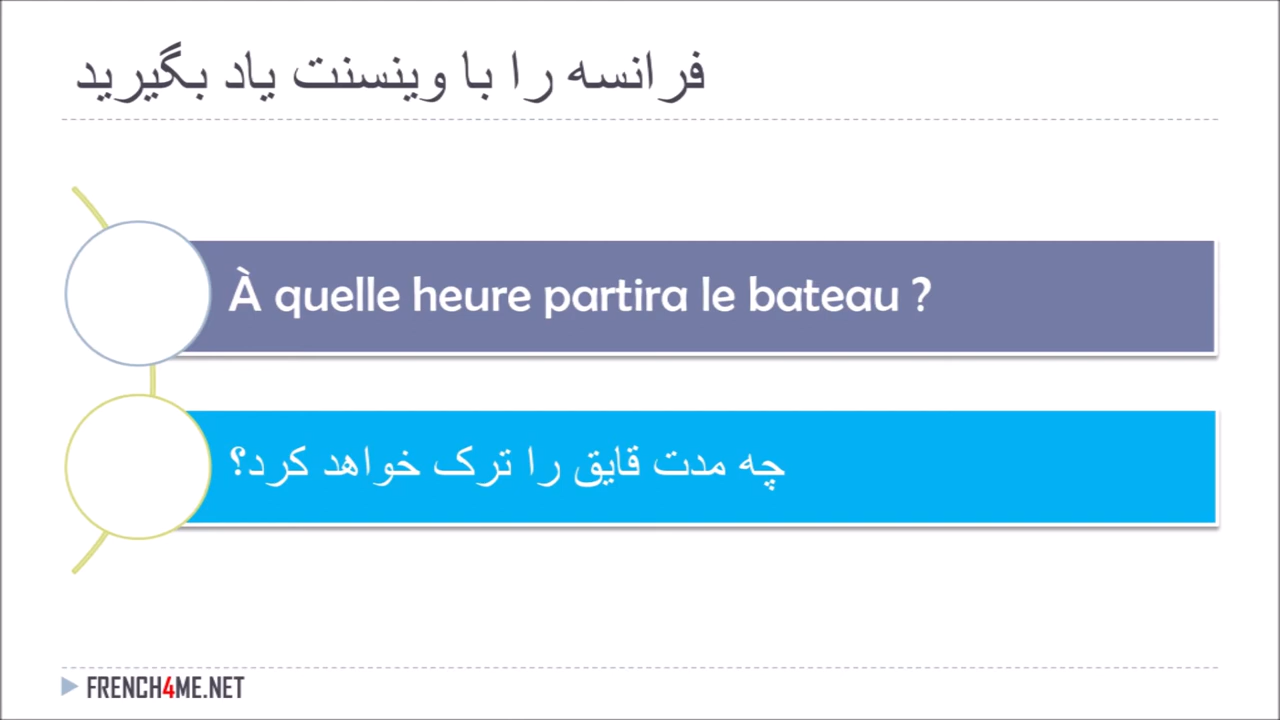 فرانسه را با وینسنت یاد بگیرید
À quelle heure partira le bateau ?
چه مدت قایق را ترک خواهد کرد؟
FRENCH4ME.NET